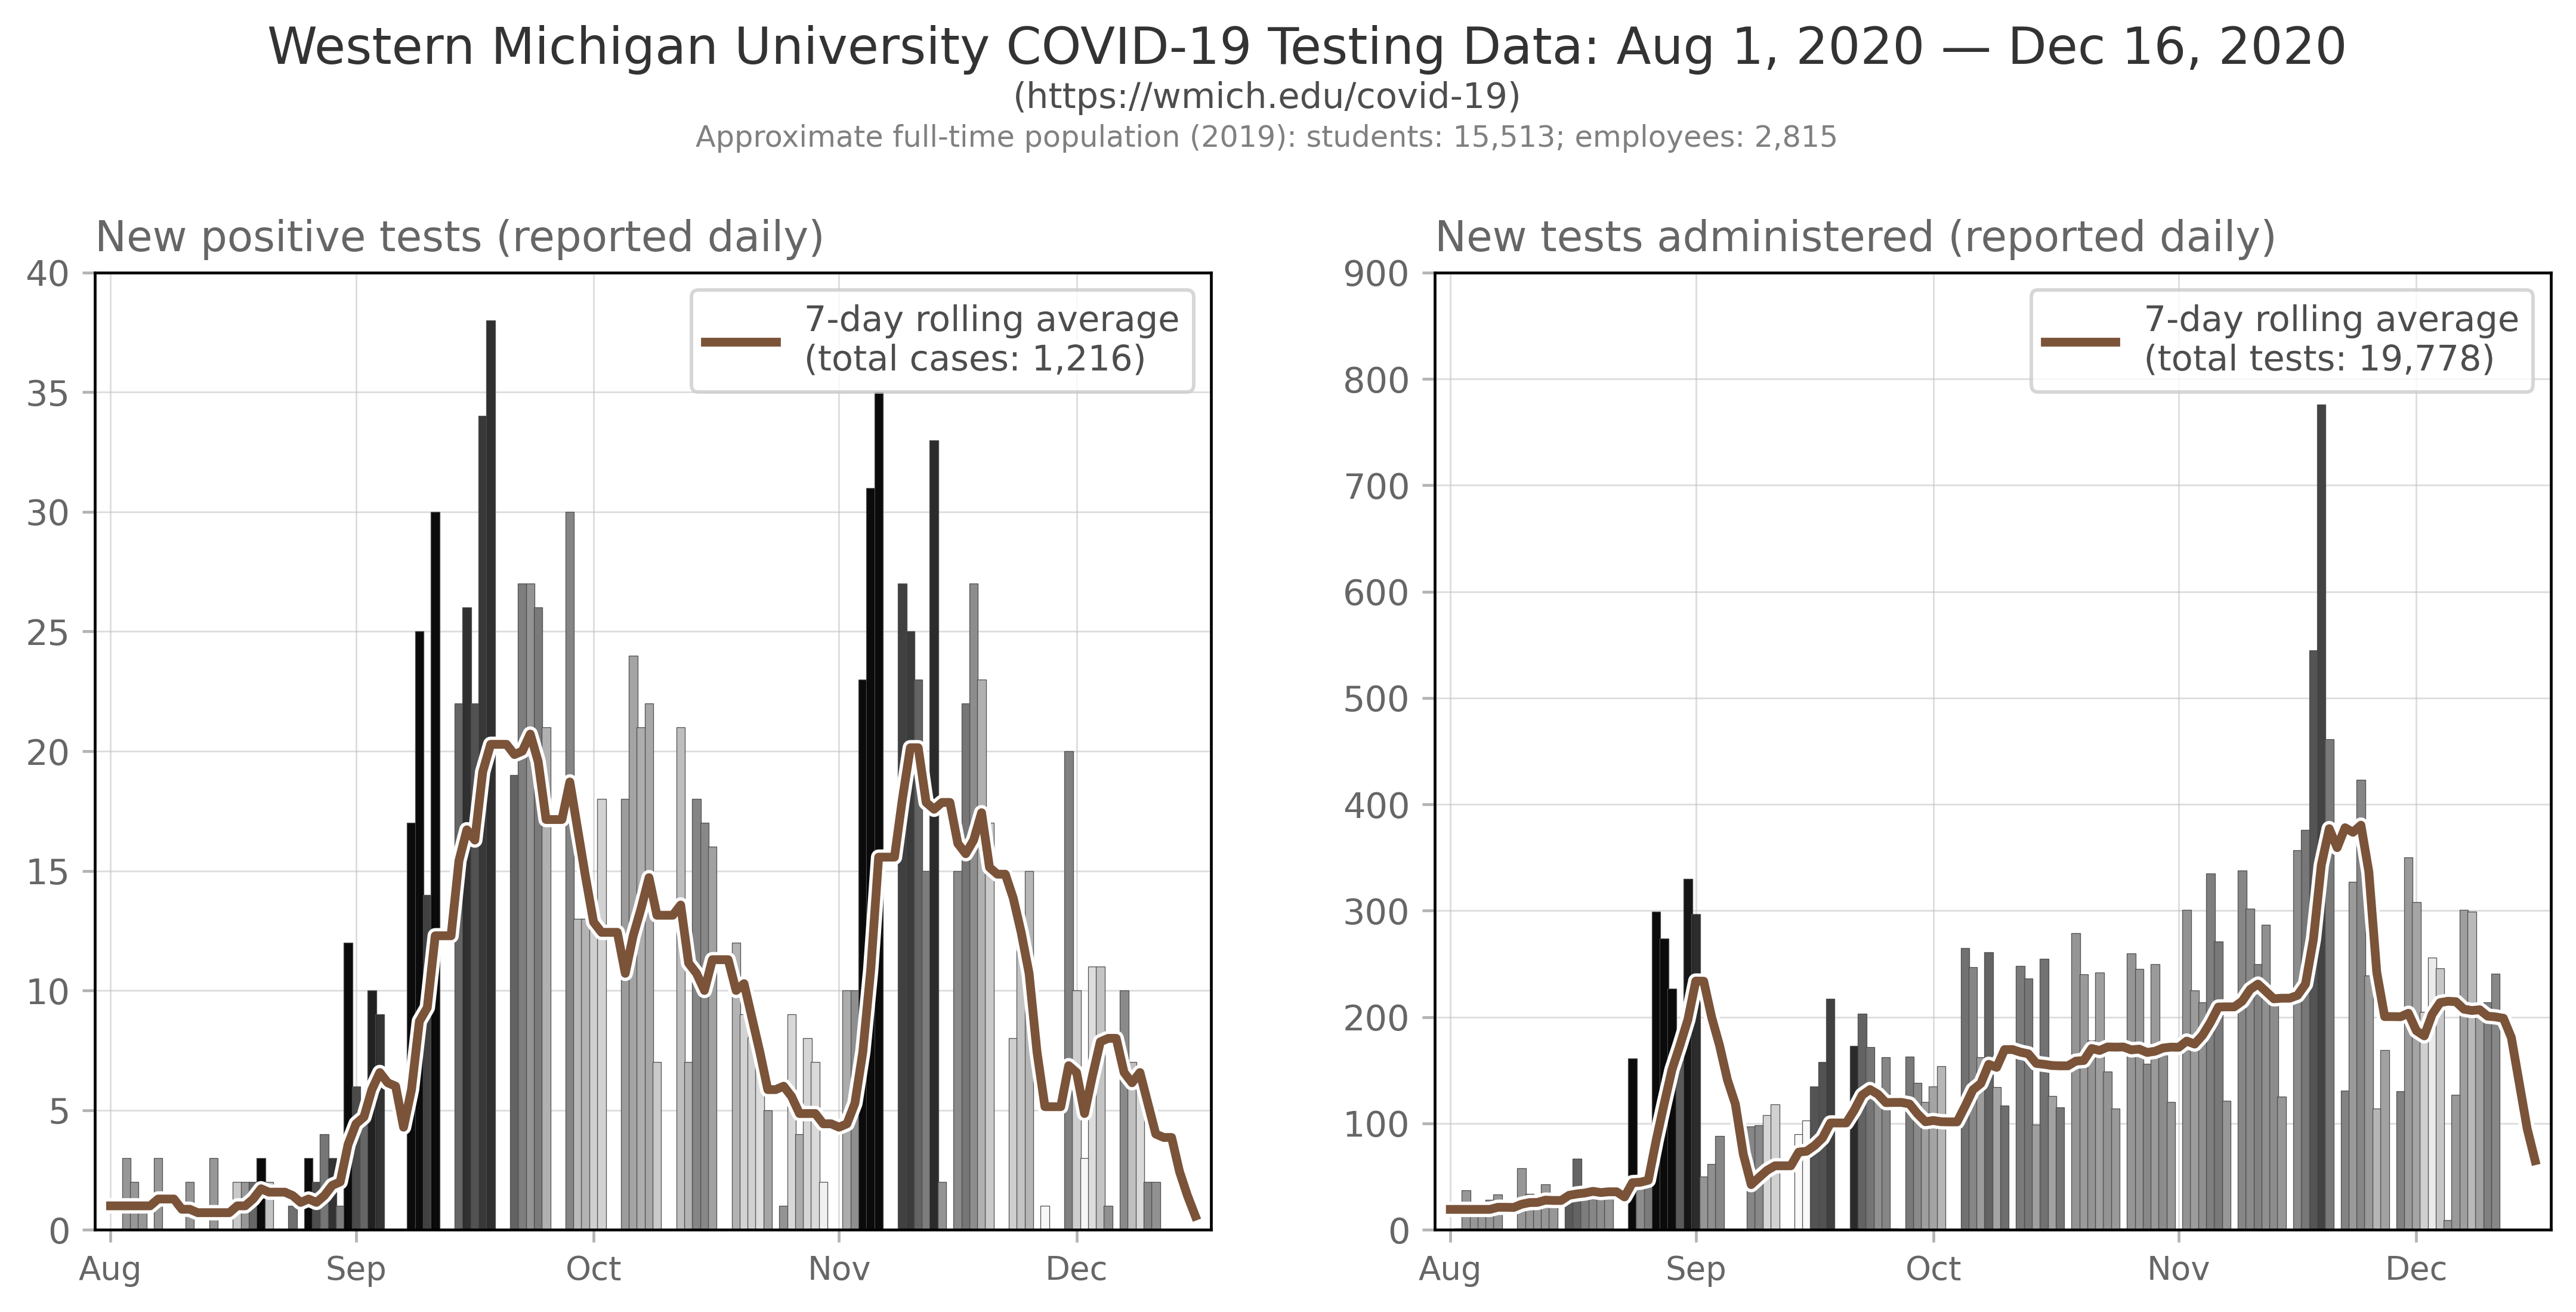 Western Michigan University COVID-19 Testing Data: Aug 1, 2020 — Dec 16, 2020
(https://wmich.edu/covid-19)
Approximate full-time population (2019): students: 15,513; employees: 2,815
New positive tests (reported daily)
40
35
30
25
20
15
10
5
0
7-day rolling average
(total cases: 1,216)
Aug
Sep
Oct
Nov
Dec
New tests administered (reported daily)
900
800
700
600
500
400
300
200
100
0
7-day rolling average
(total tests: 19,778)
Aug
Sep
Oct
Nov
Dec